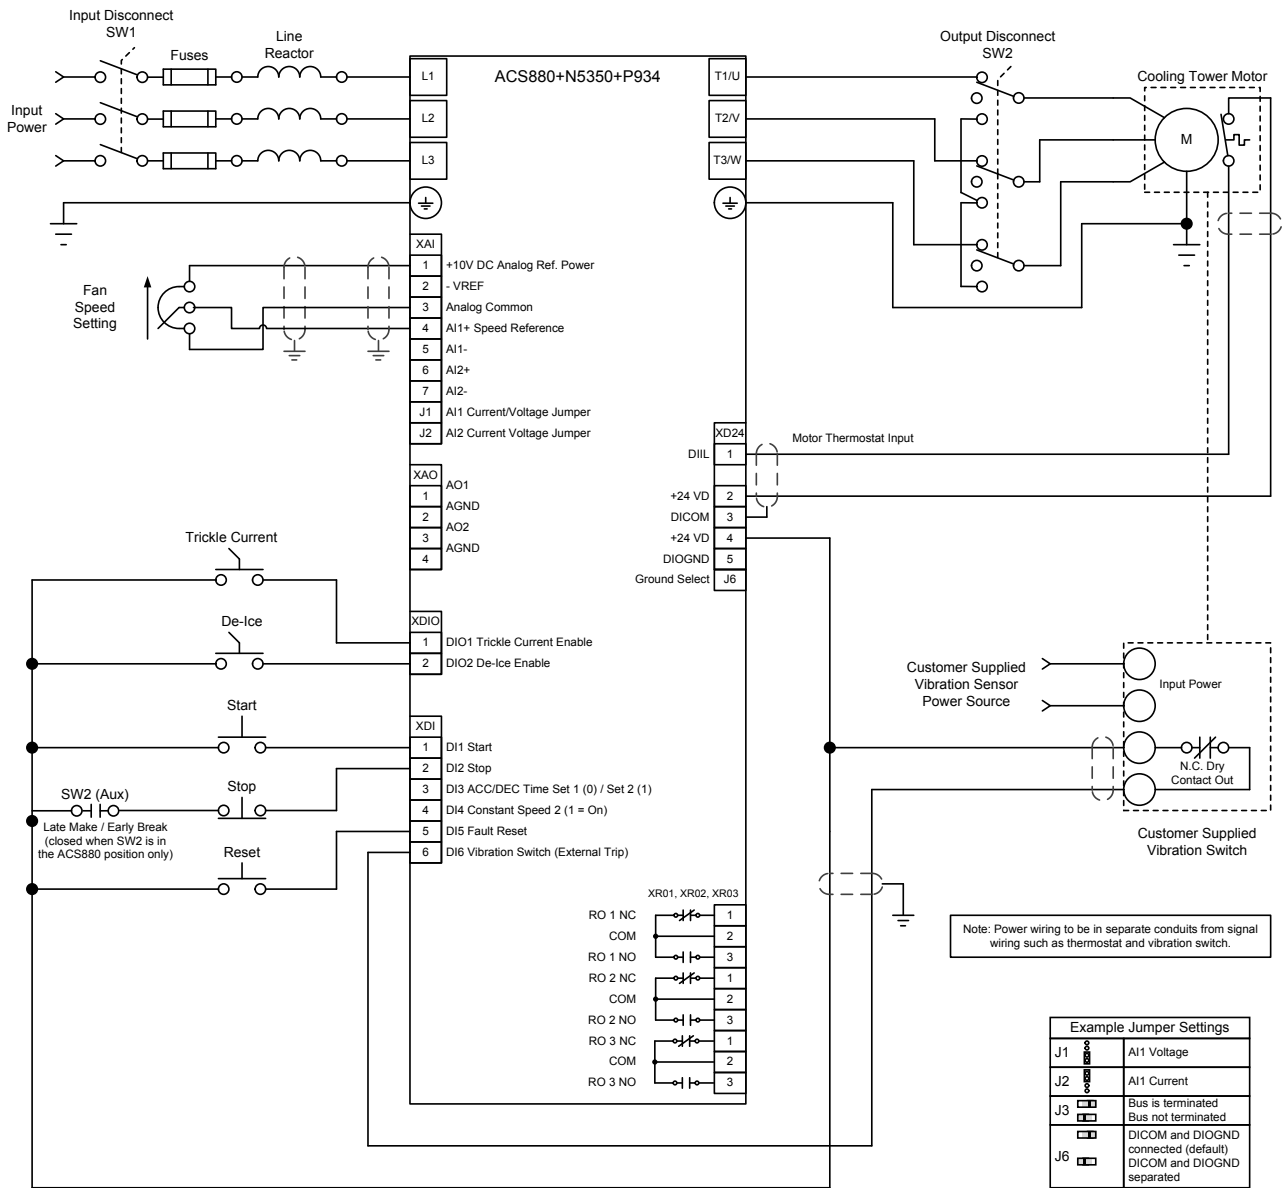 Input Disconnect
SW1
Fuses
Line
Reactor
Input
Power
L1
L2
L3
ACS880+N5350+P934
T1/U
T2/V
T3/W
Output Disconnect
SW2
Cooling Tower Motor
M
Fan
Speed
Setting
XAI
1 +10V DC Analog Ref. Power
2 - VREF
3 Analog Common
4 AI1+ Speed Reference
5 AI1-
6 AI2+
7 AI2-
J1 AI1 Current/Voltage Jumper
J2 AI2 Current Voltage Jumper
XAO
AO1
1
AGND
2
AO2
3
AGND
4
XD24
Motor Thermostat Input
DIIL 1
+24 VD 2
DICOM 3
+24 VD 4
DIOGND 5
Ground Select J6
Trickle Current
De-Ice
XDIO
1 DIO1 Trickle Current Enable
2 DIO2 De-Ice Enable
Start
XDI
1 DI1 Start
2 DI2 Stop
3 DI3 ACC/DEC Time Set 1 (0) / Set 2 (1)
4 DI4 Constant Speed 2 (1 = On)
5 DI5 Fault Reset
6 DI6 Vibration Switch (External Trip)
SW2 (Aux)
Stop
Late Make / Early Break
(closed when SW2 is in
the ACS880 position only)
Reset
Customer Supplied
Vibration Sensor
Power Source
Input Power
N.C. Dry
Contact Out
Customer Supplied
Vibration Switch
XR01, XR02, XR03
RO 1 NC 1
COM 2
RO 1 NO 3
RO 2 NC 1
COM 2
RO 2 NO 3
RO 3 NC 1
COM 2
RO 3 NO 3
Note: Power wiring to be in separate conduits from signal
wiring such as thermostat and vibration switch.
Example Jumper Settings
J1 AI1 Voltage
J2 AI1 Current
J3 Bus is terminated
Bus not terminated
J6 DICOM and DIOGND
connected (default)
DICOM and DIOGND
separated